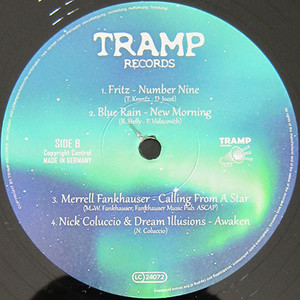 TRAMP
RECORDS
1. Fritz - Number Nine
2. Blue Rain - New Morning
SIDE B
Copyright Control
MADE IN GERMANY
TRAMP
3. Merrell Fankhauser - Calling From A Star
(M.W. Fankhauser, Fankhauser Music Pub. ASCAP)
4. Nick Coluccio & Dream Illusions - Awaken
(N. Coluccio)
LC 24072